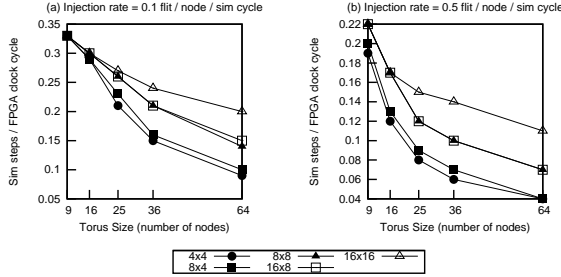 (a) Injection rate = 0.1 flit / node / sim cycle
(b) Injection rate = 0.5 flit / node / sim cycle
Sim steps / FPGA clock cycle
0.35
0.3
0.25
0.2
0.15
0.1
0.05
9 16 25 36 64
Torus Size (number of nodes)
Sim steps / FPGA clock cycle
0.22
0.2
0.18
0.16
0.14
0.12
0.1
0.08
0.06
0.04
9 16 25 36 64
Torus Size (number of nodes)
4x4 8x8 16x16
8x4 16x8